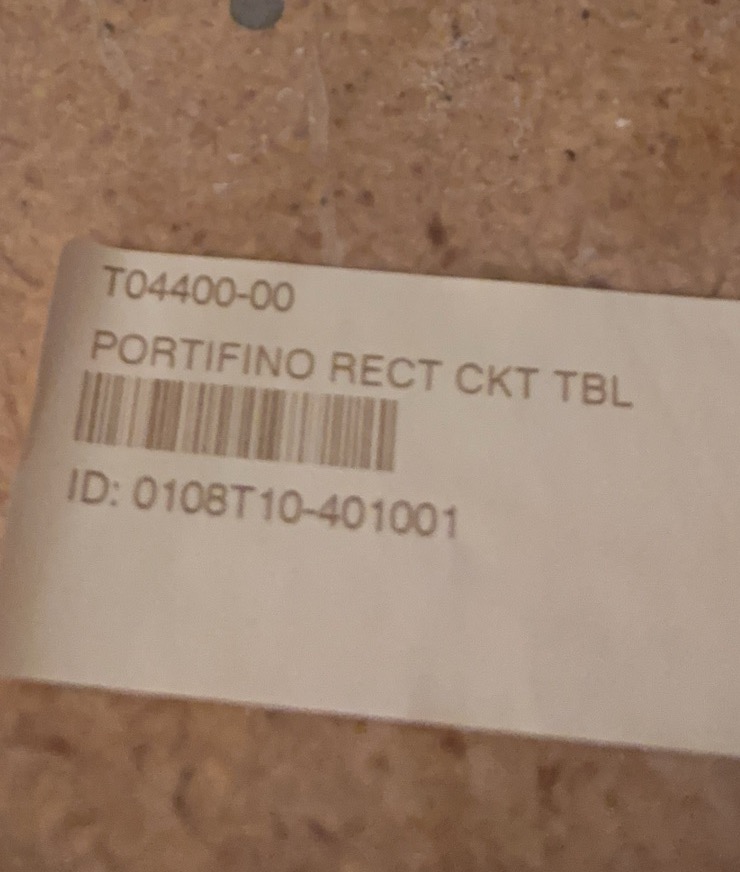 T04400-00
PORTIFINO RECT CKT TBL
ID: 0108T10-401001